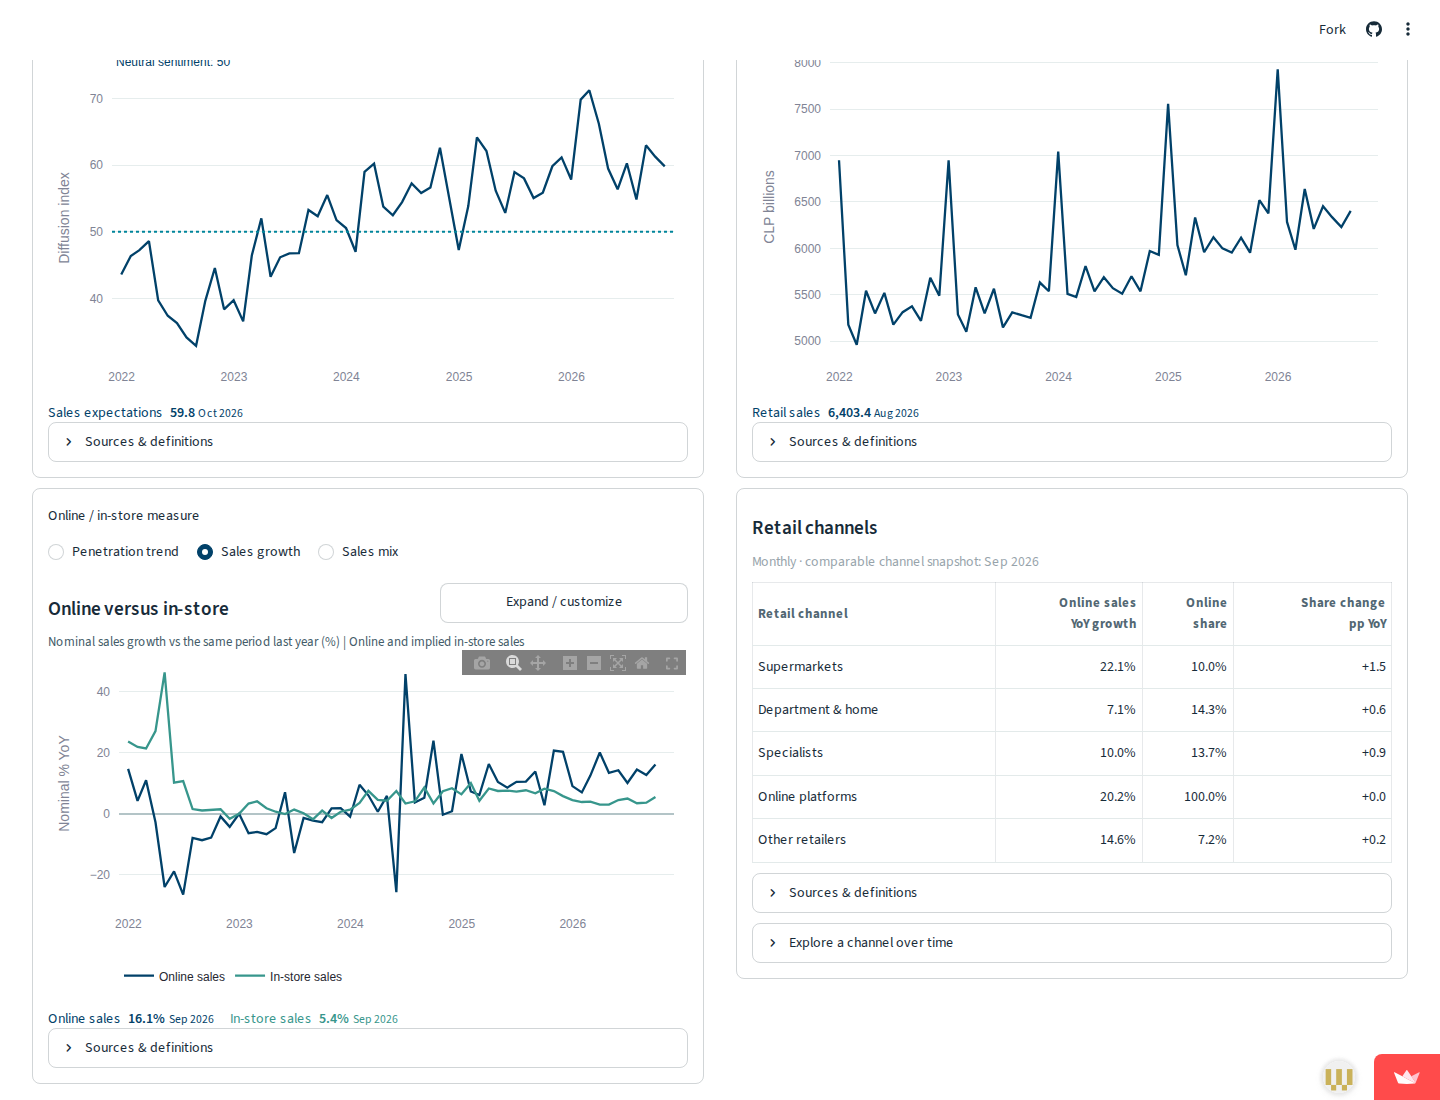 Fork
Neutral sentiment: 50
70
60
50
40
Diffusion index
2022 2023 2024 2025 2026
Sales expectations 59.8 Oct 2026
Sources & definitions
8000
7500
7000
6500
6000
5500
5000
CLP billions
2022 2023 2024 2025 2026
Retail sales 6,403.4 Aug 2026
Sources & definitions
Online / in-store measure
Penetration trend Sales growth Sales mix
Expand / customize
Online versus in-store
Nominal sales growth vs the same period last year (%) | Online and implied in-store sales
40
20
0
−20
Nominal % YoY
2022 2023 2024 2025 2026
Online sales In-store sales
Online sales 16.1% Sep 2026 In-store sales 5.4% Sep 2026
Sources & definitions
Retail channels
Monthly · comparable channel snapshot: Sep 2026
Retail channel Online sales YoY growth Online share Share change pp YoY
Supermarkets 22.1% 10.0% +1.5
Department & home 7.1% 14.3% +0.6
Specialists 10.0% 13.7% +0.9
Online platforms 20.2% 100.0% +0.0
Other retailers 14.6% 7.2% +0.2
Sources & definitions
Explore a channel over time